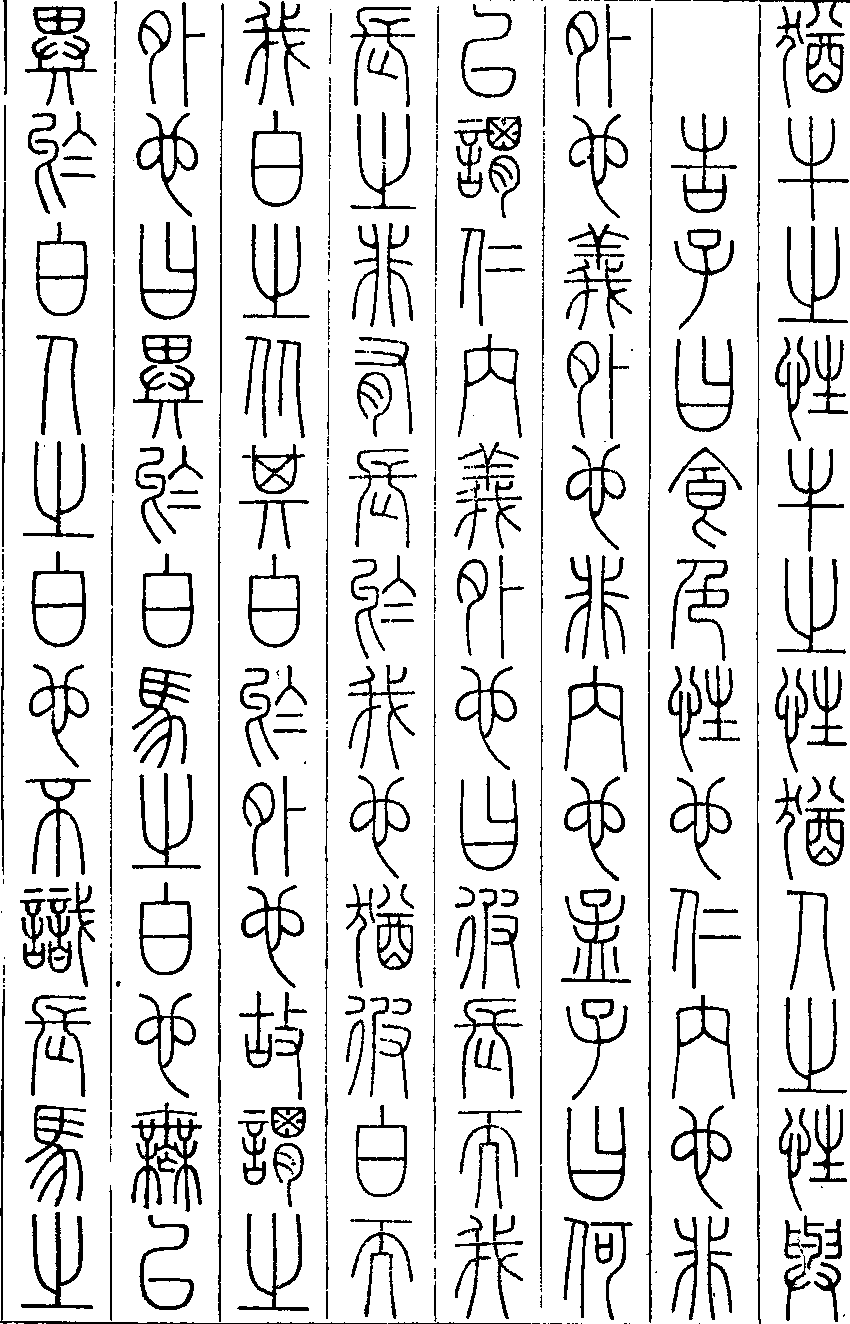 猶牛之性牛之性猶人之性與
告子曰食色性也仁內也非
外也義外也非內也孟子曰何
以謂仁內義外也曰彼長而我
長之非有長於我也猶彼白而
我白之从其白於外也故謂之
外也曰異於白馬之白也無以
異於白人之白也不識長馬之